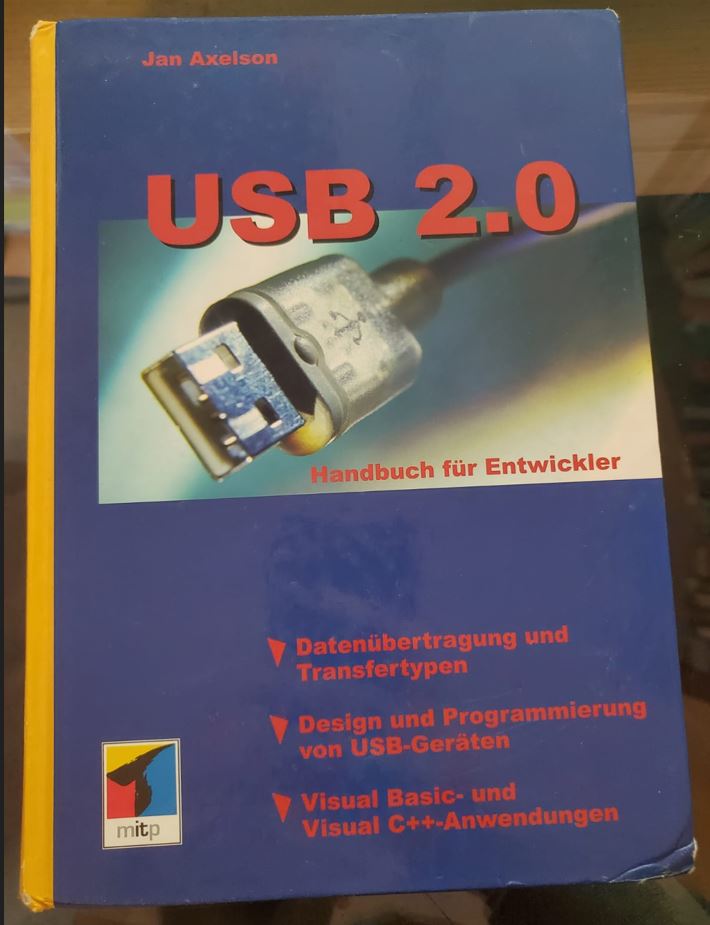 Jan Axelson
USB 2.0
Handbuch für Entwickler
Datenübertragung und
Transfertypen
Design und Programmierung
von USB-Geräten
Visual Basic- und
Visual C++-Anwendungen
mitp